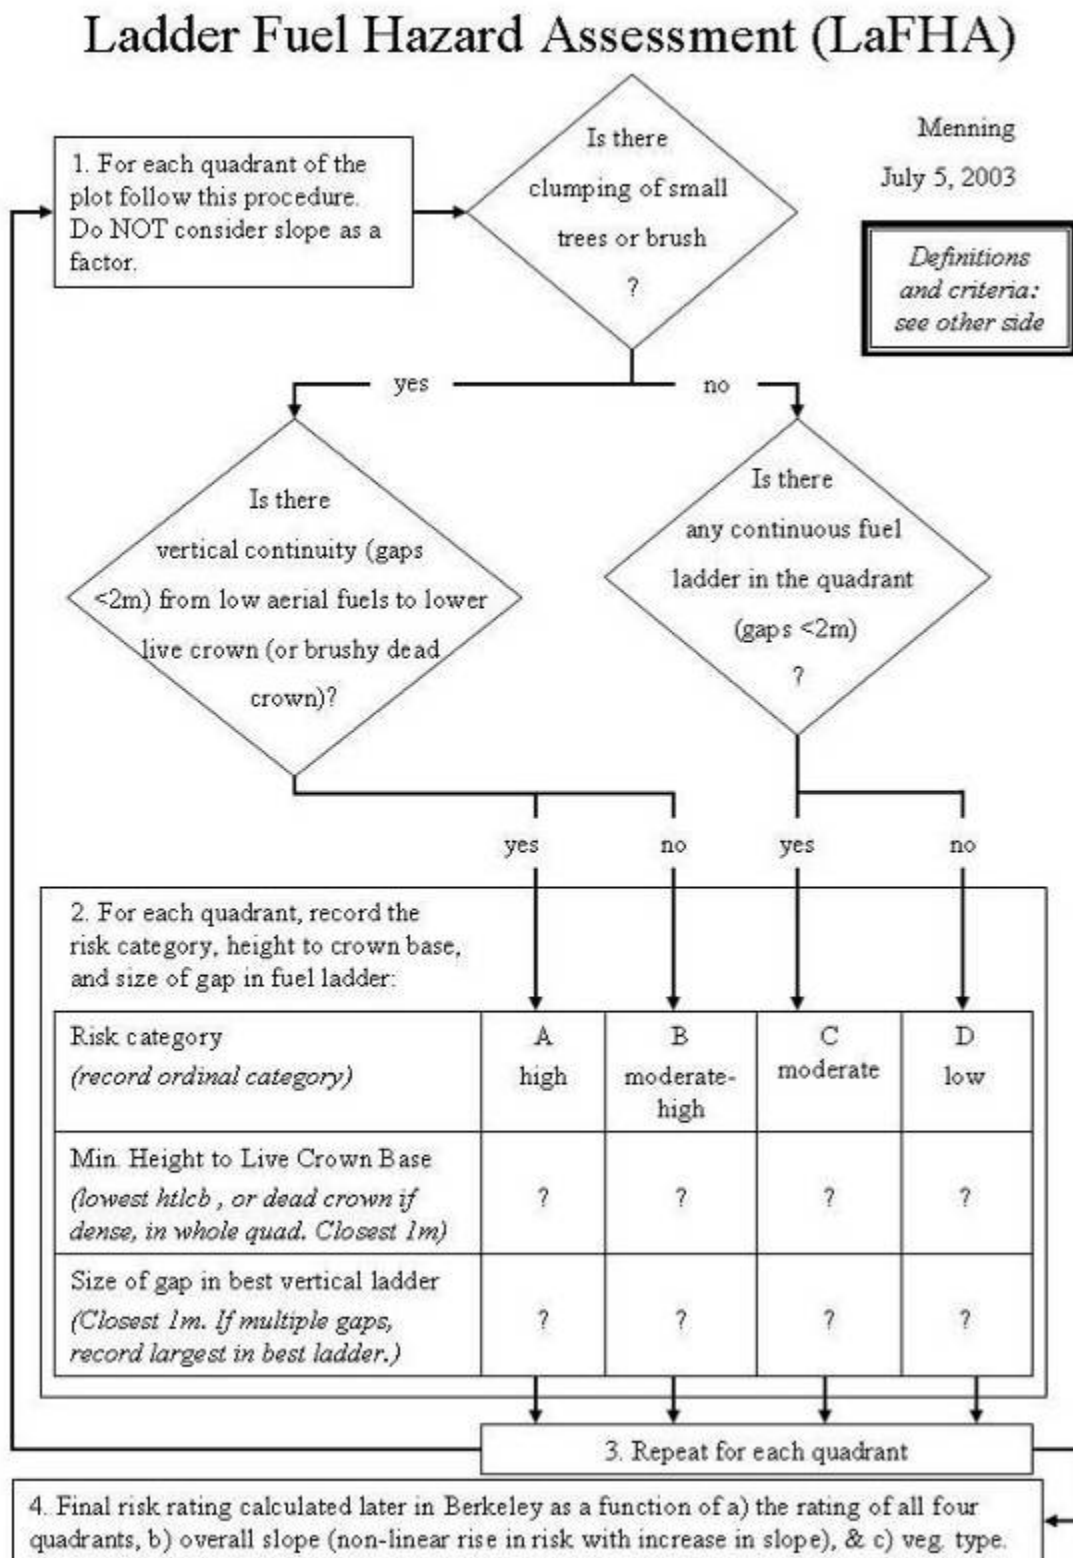 Ladder Fuel Hazard Assessment (LaFHA)
Menning
July 5, 2003
Definitions
and criteria:
see other side
1. For each quadrant of the
plot follow this procedure.
Do NOT consider slope as a
factor.
Is there
clumping of small
trees or brush
?
yes
no
Is there
vertical continuity (gaps
<2m) from low aerial fuels to lower
live crown (or brushy dead
crown)?
Is there
any continuous fuel
ladder in the quadrant
(gaps <2m)
?
yes
no
yes
no
2. For each quadrant, record the
risk category, height to crown base,
and size of gap in fuel ladder:
Risk category
(record ordinal category)
A
high
B
moderate-
high
C
moderate
D
low
Min. Height to Live Crown Base
(lowest htlcb , or dead crown if
dense, in whole quad. Closest 1m)
?
?
?
?
Size of gap in best vertical ladder
(Closest 1m. If multiple gaps,
record largest in best ladder.)
?
?
?
?
3. Repeat for each quadrant
4. Final risk rating calculated later in Berkeley as a function of a) the rating of all four
quadrants, b) overall slope (non-linear rise in risk with increase in slope), & c) veg. type.